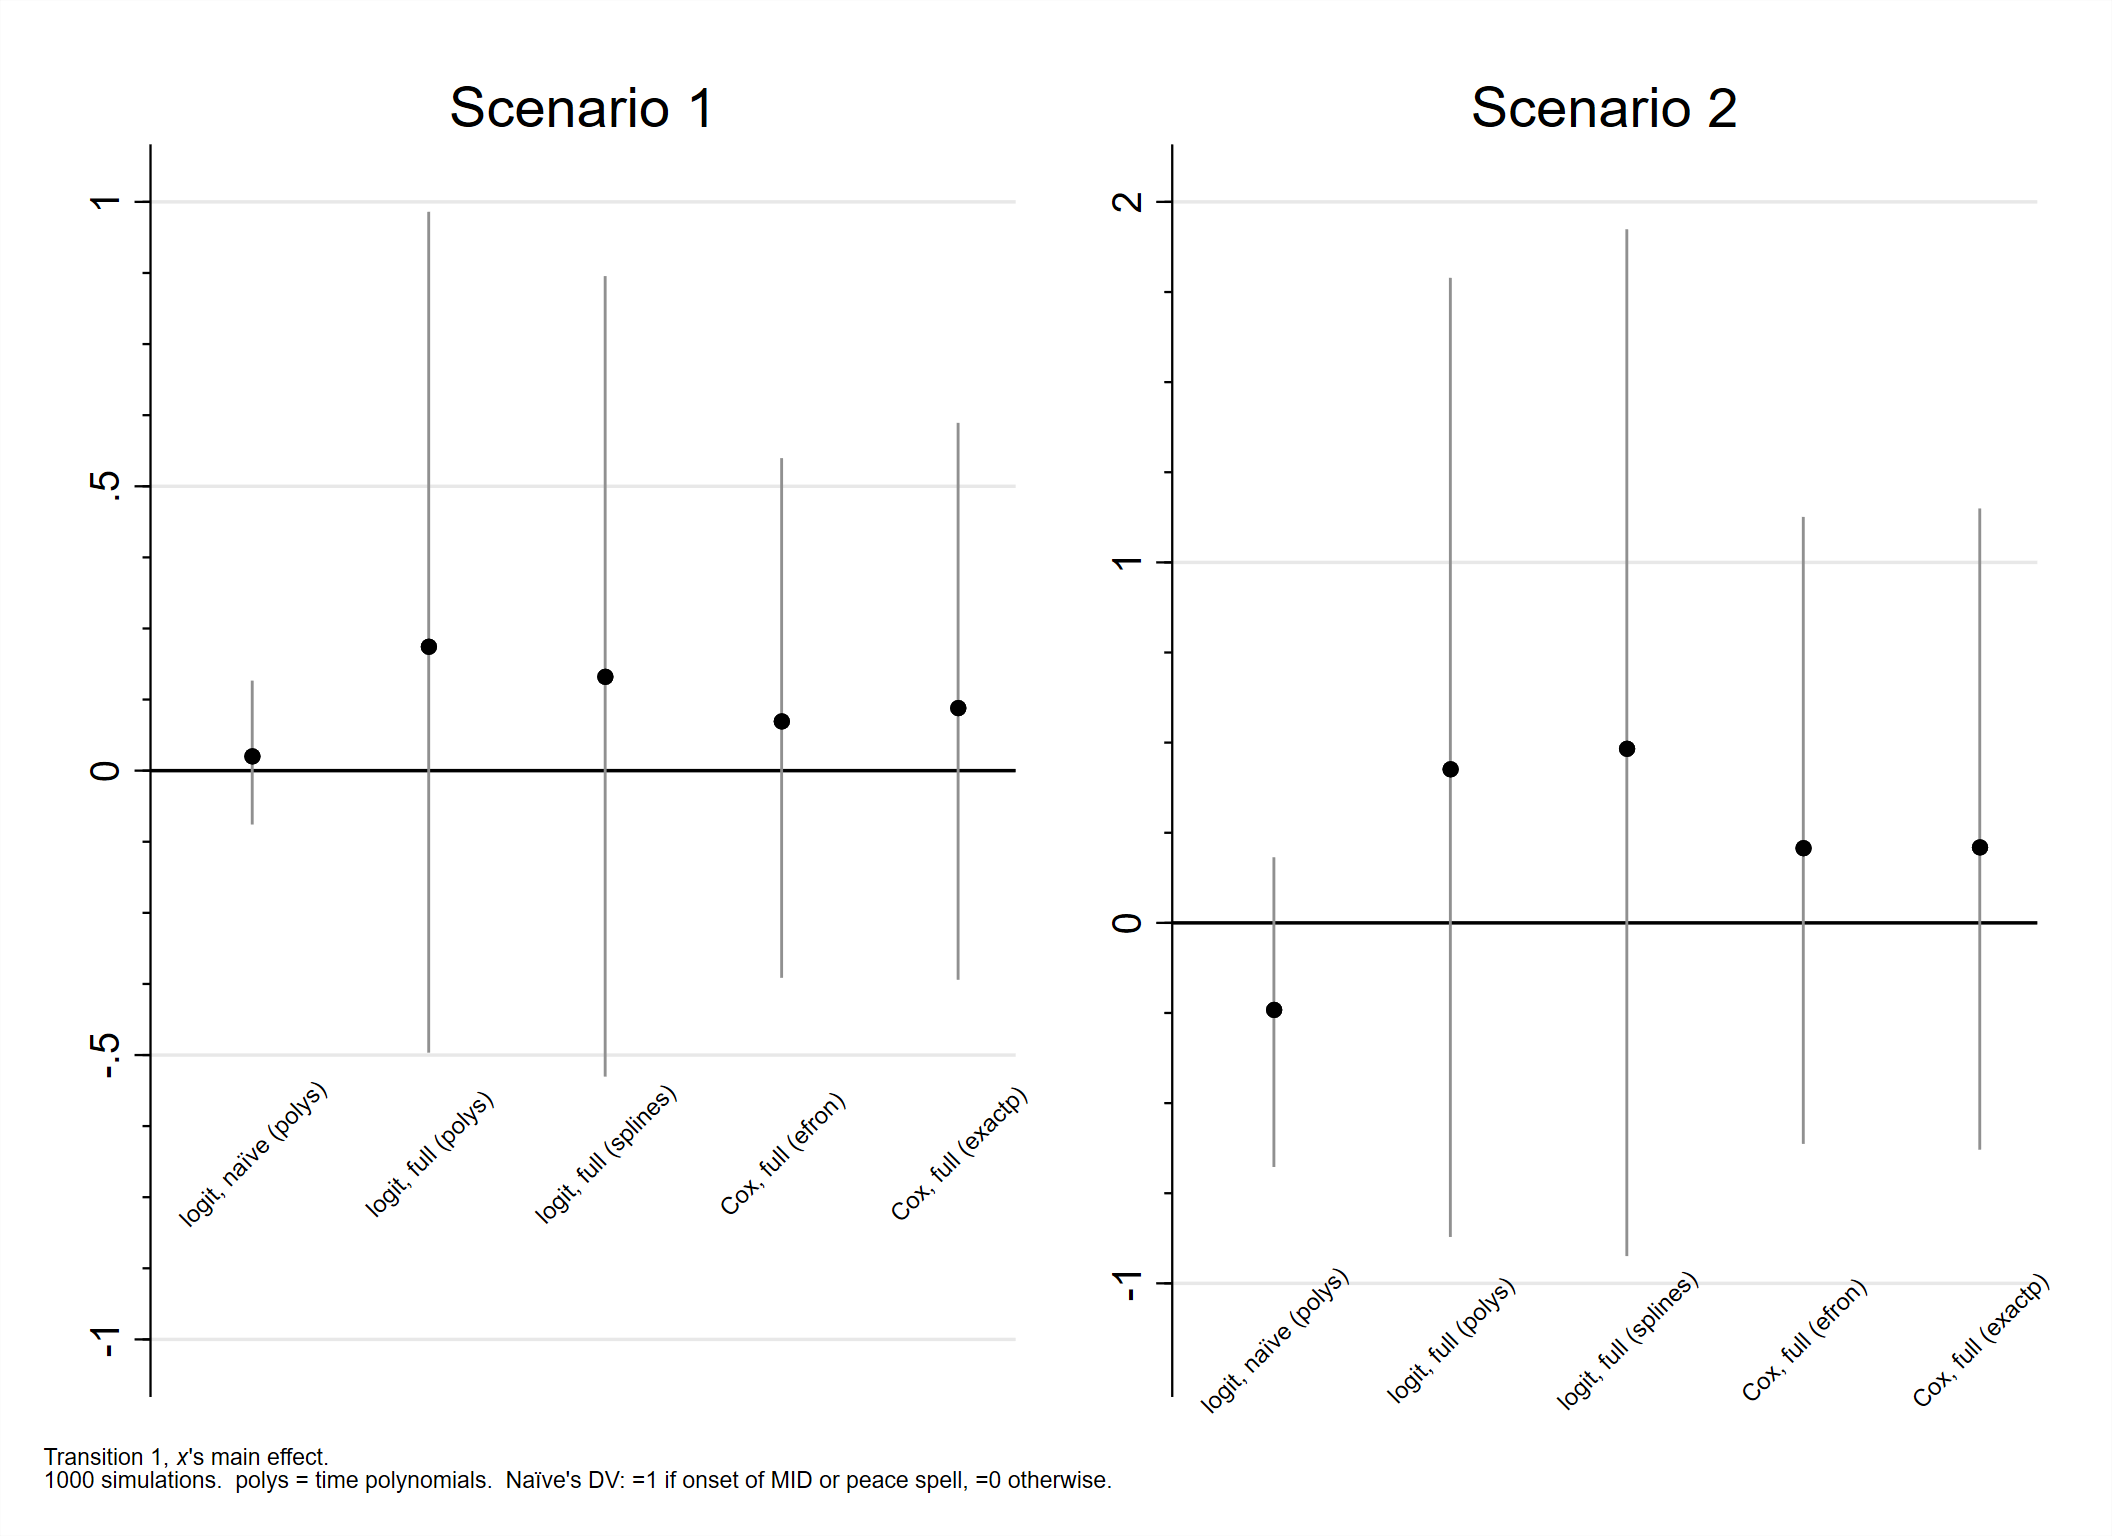 Scenario 1
1
.5
0
-.5
-1
logit, naïve (polys)
logit, full (polys)
logit, full (splines)
Cox, full (efron)
Cox, full (exactp)
Scenario 2
2
1
0
-1
logit, naïve (polys)
logit, full (polys)
logit, full (splines)
Cox, full (efron)
Cox, full (exactp)
Transition 1, x's main effect.
1000 simulations.  polys = time polynomials.  Naïve's DV: =1 if onset of MID or peace spell, =0 otherwise.